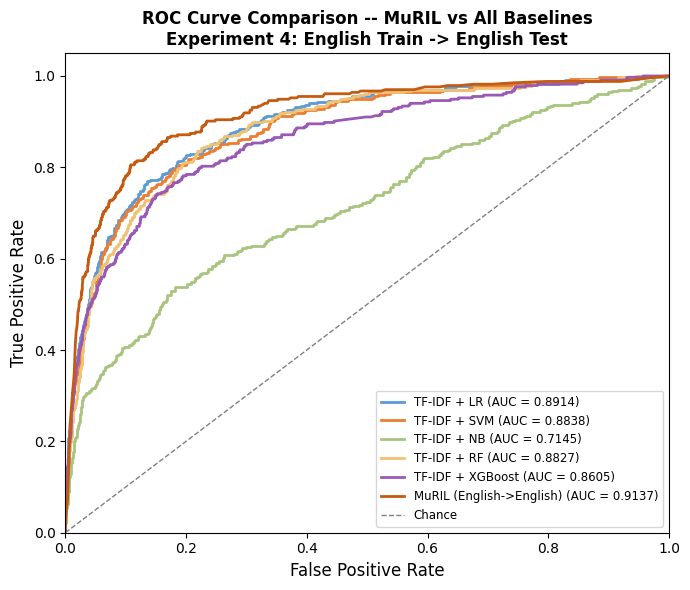 ROC Curve Comparison -- MuRIL vs All Baselines
Experiment 4: English Train -> English Test
True Positive Rate
1.0
0.8
0.6
0.4
0.2
0.0
0.0 0.2 0.4 0.6 0.8 1.0
False Positive Rate
TF-IDF + LR (AUC = 0.8914)
TF-IDF + SVM (AUC = 0.8838)
TF-IDF + NB (AUC = 0.7145)
TF-IDF + RF (AUC = 0.8827)
TF-IDF + XGBoost (AUC = 0.8605)
MuRIL (English->English) (AUC = 0.9137)
Chance